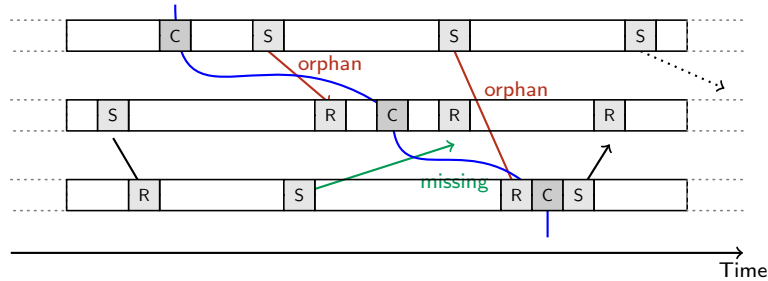 C S S S
orphan
orphan
S R C R R
missing
R S R C S
Time